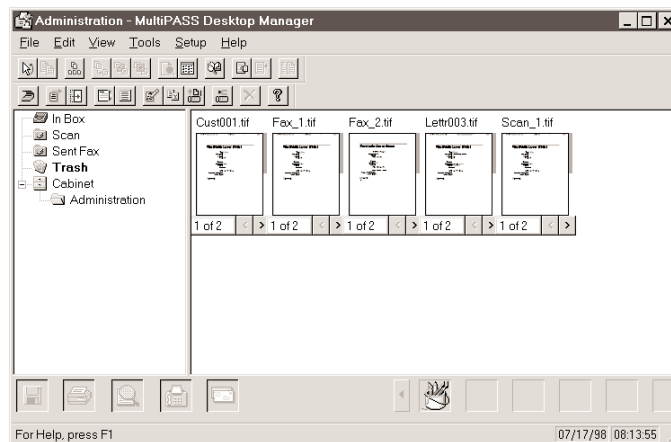 Administration - MultiPASS Desktop Manager
File Edit View Tools Setup Help
In Box
Scan
Sent Fax
Trash
Cabinet
Administration
Cust001.tif Fax_1.tif Fax_2.tif Lettr003.tif Scan_1.tif
1 of 2 1 of 2 1 of 2 1 of 2 1 of 2
For Help, press F1 07/17/98 08:13:55